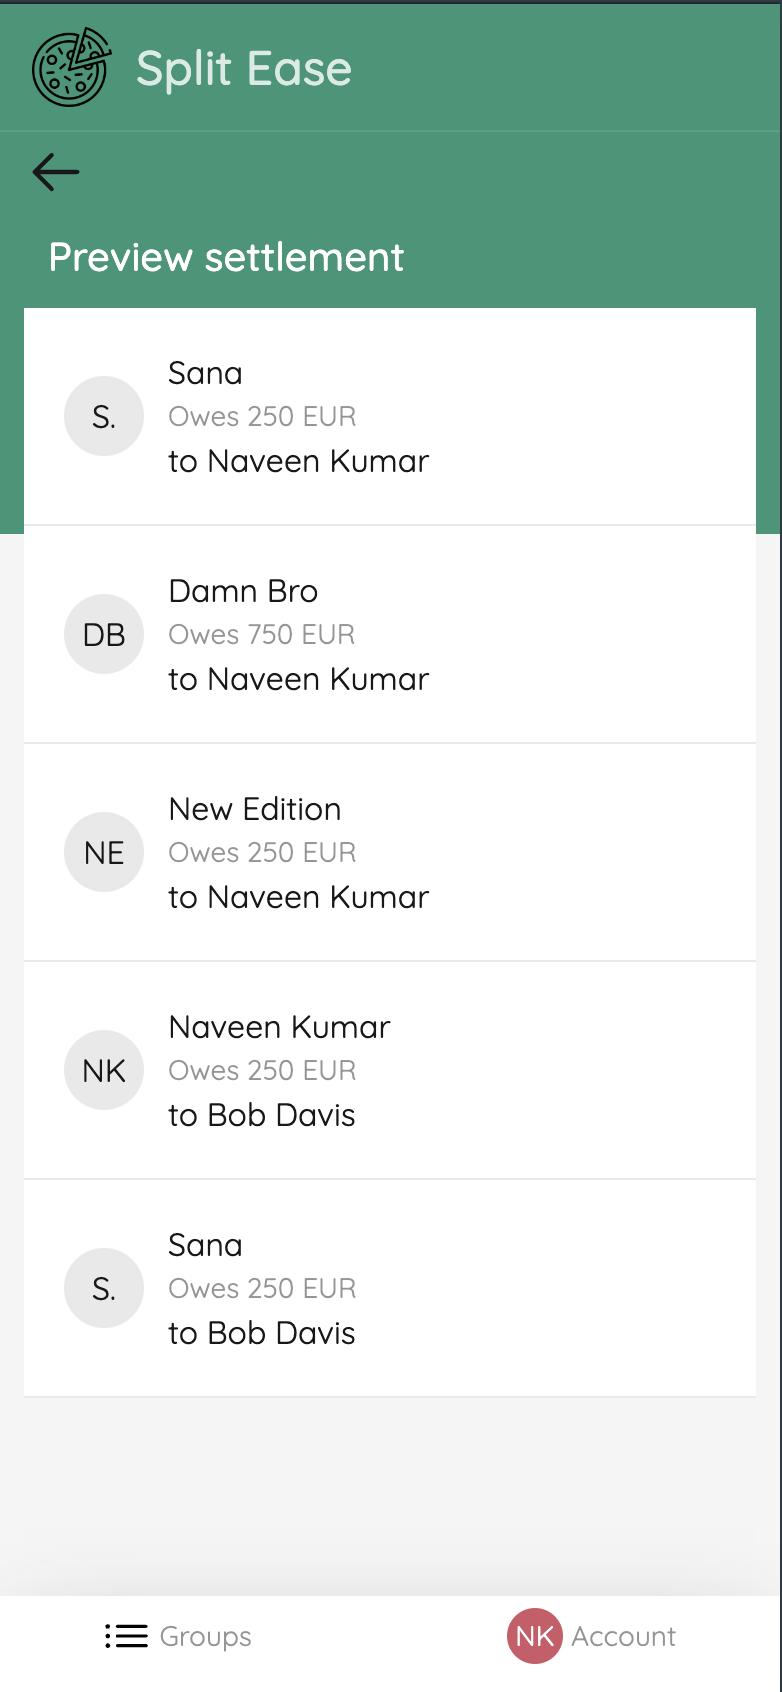 Split Ease
Preview settlement
S.
Sana
Owes 250 EUR
to Naveen Kumar
DB
Damn Bro
Owes 750 EUR
to Naveen Kumar
NE
New Edition
Owes 250 EUR
to Naveen Kumar
NK
Naveen Kumar
Owes 250 EUR
to Bob Davis
S.
Sana
Owes 250 EUR
to Bob Davis
Groups
NK Account